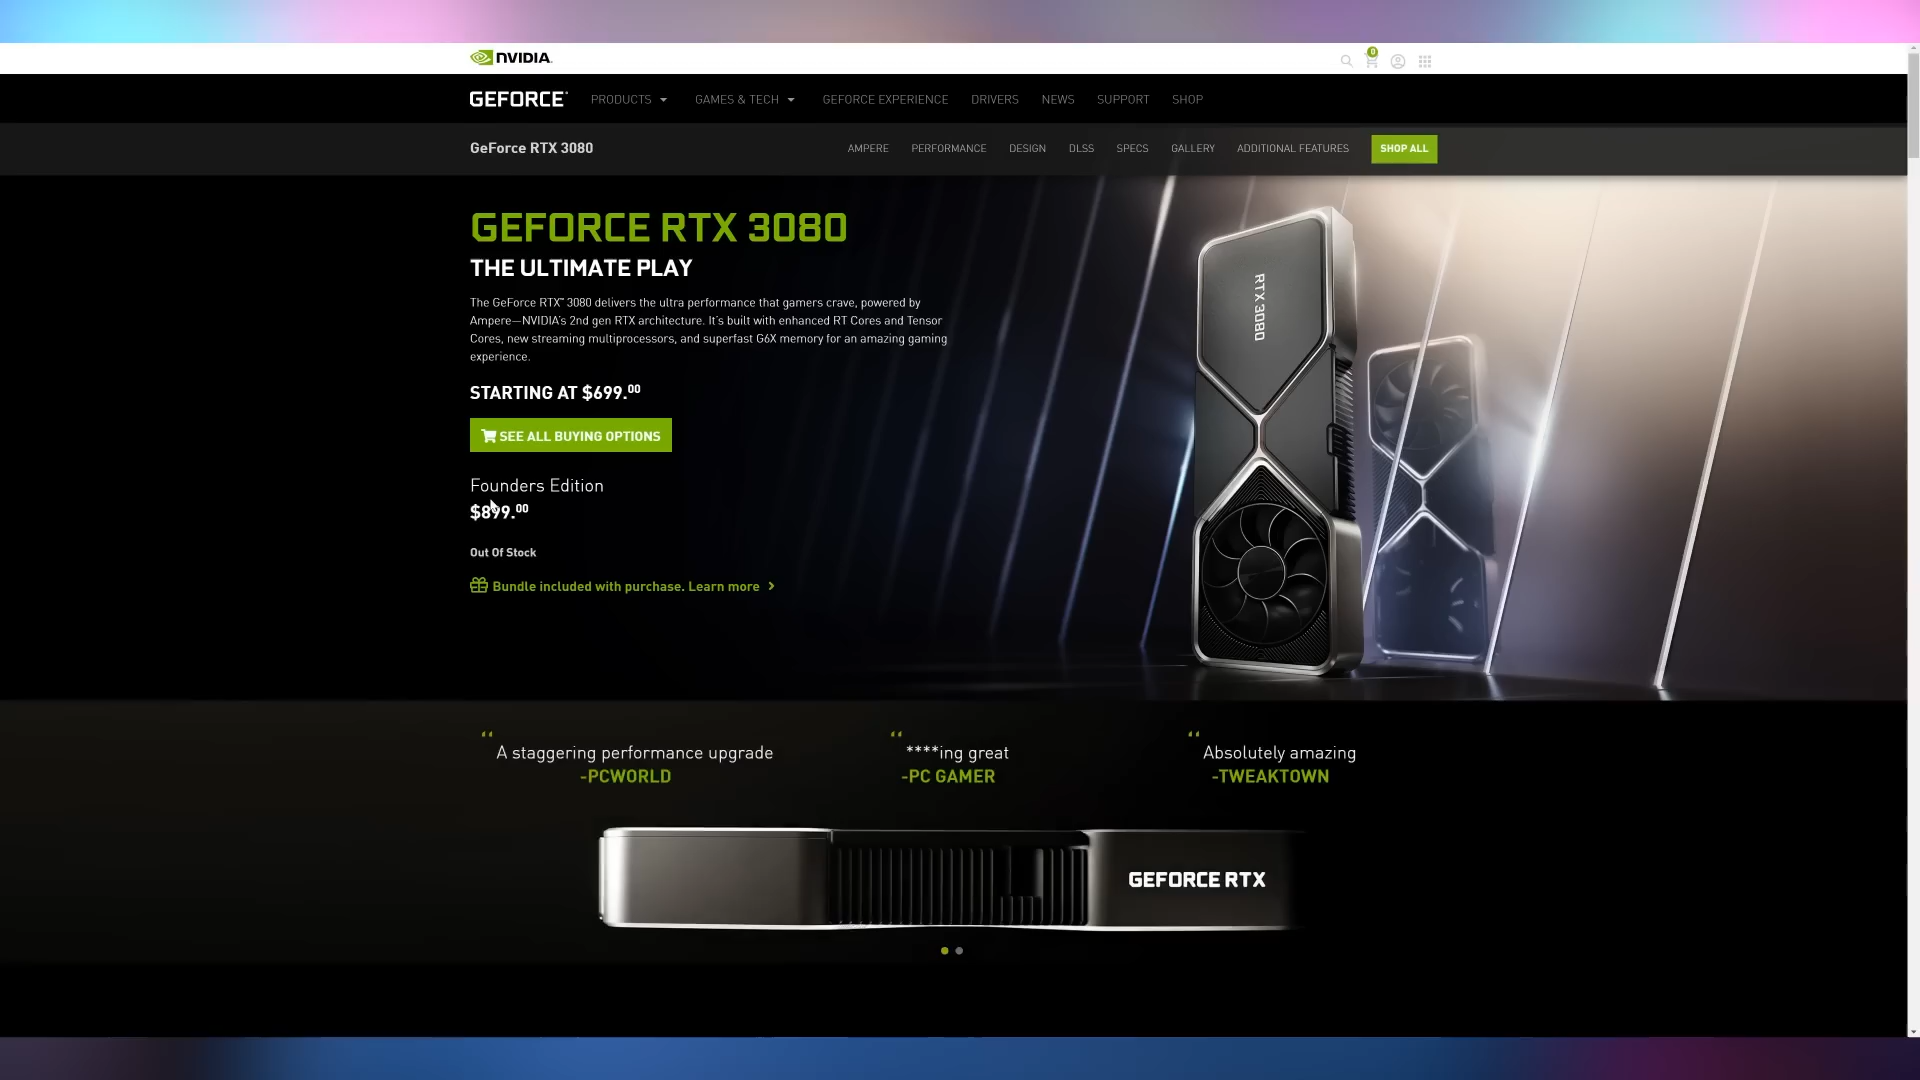 NVIDIA
0
GEFORCE PRODUCTS GAMES & TECH GEFORCE EXPERIENCE DRIVERS NEWS SUPPORT SHOP
GeForce RTX 3080 AMPERE PERFORMANCE DESIGN DLSS SPECS GALLERY ADDITIONAL FEATURES SHOP ALL
GEFORCE RTX 3080
THE ULTIMATE PLAY
The GeForce RTX™ 3080 delivers the ultra performance that gamers crave, powered by
Ampere—NVIDIA's 2nd gen RTX architecture. It's built with enhanced RT Cores and Tensor
Cores, new streaming multiprocessors, and superfast G6X memory for an amazing gaming
experience.
STARTING AT $699.00
SEE ALL BUYING OPTIONS
Founders Edition
$899.00
Out Of Stock
Bundle included with purchase. Learn more
RTX 3080
“ A staggering performance upgrade
-PCWORLD
“ ****ing great
-PC GAMER
“ Absolutely amazing
-TWEAKTOWN
GEFORCE RTX